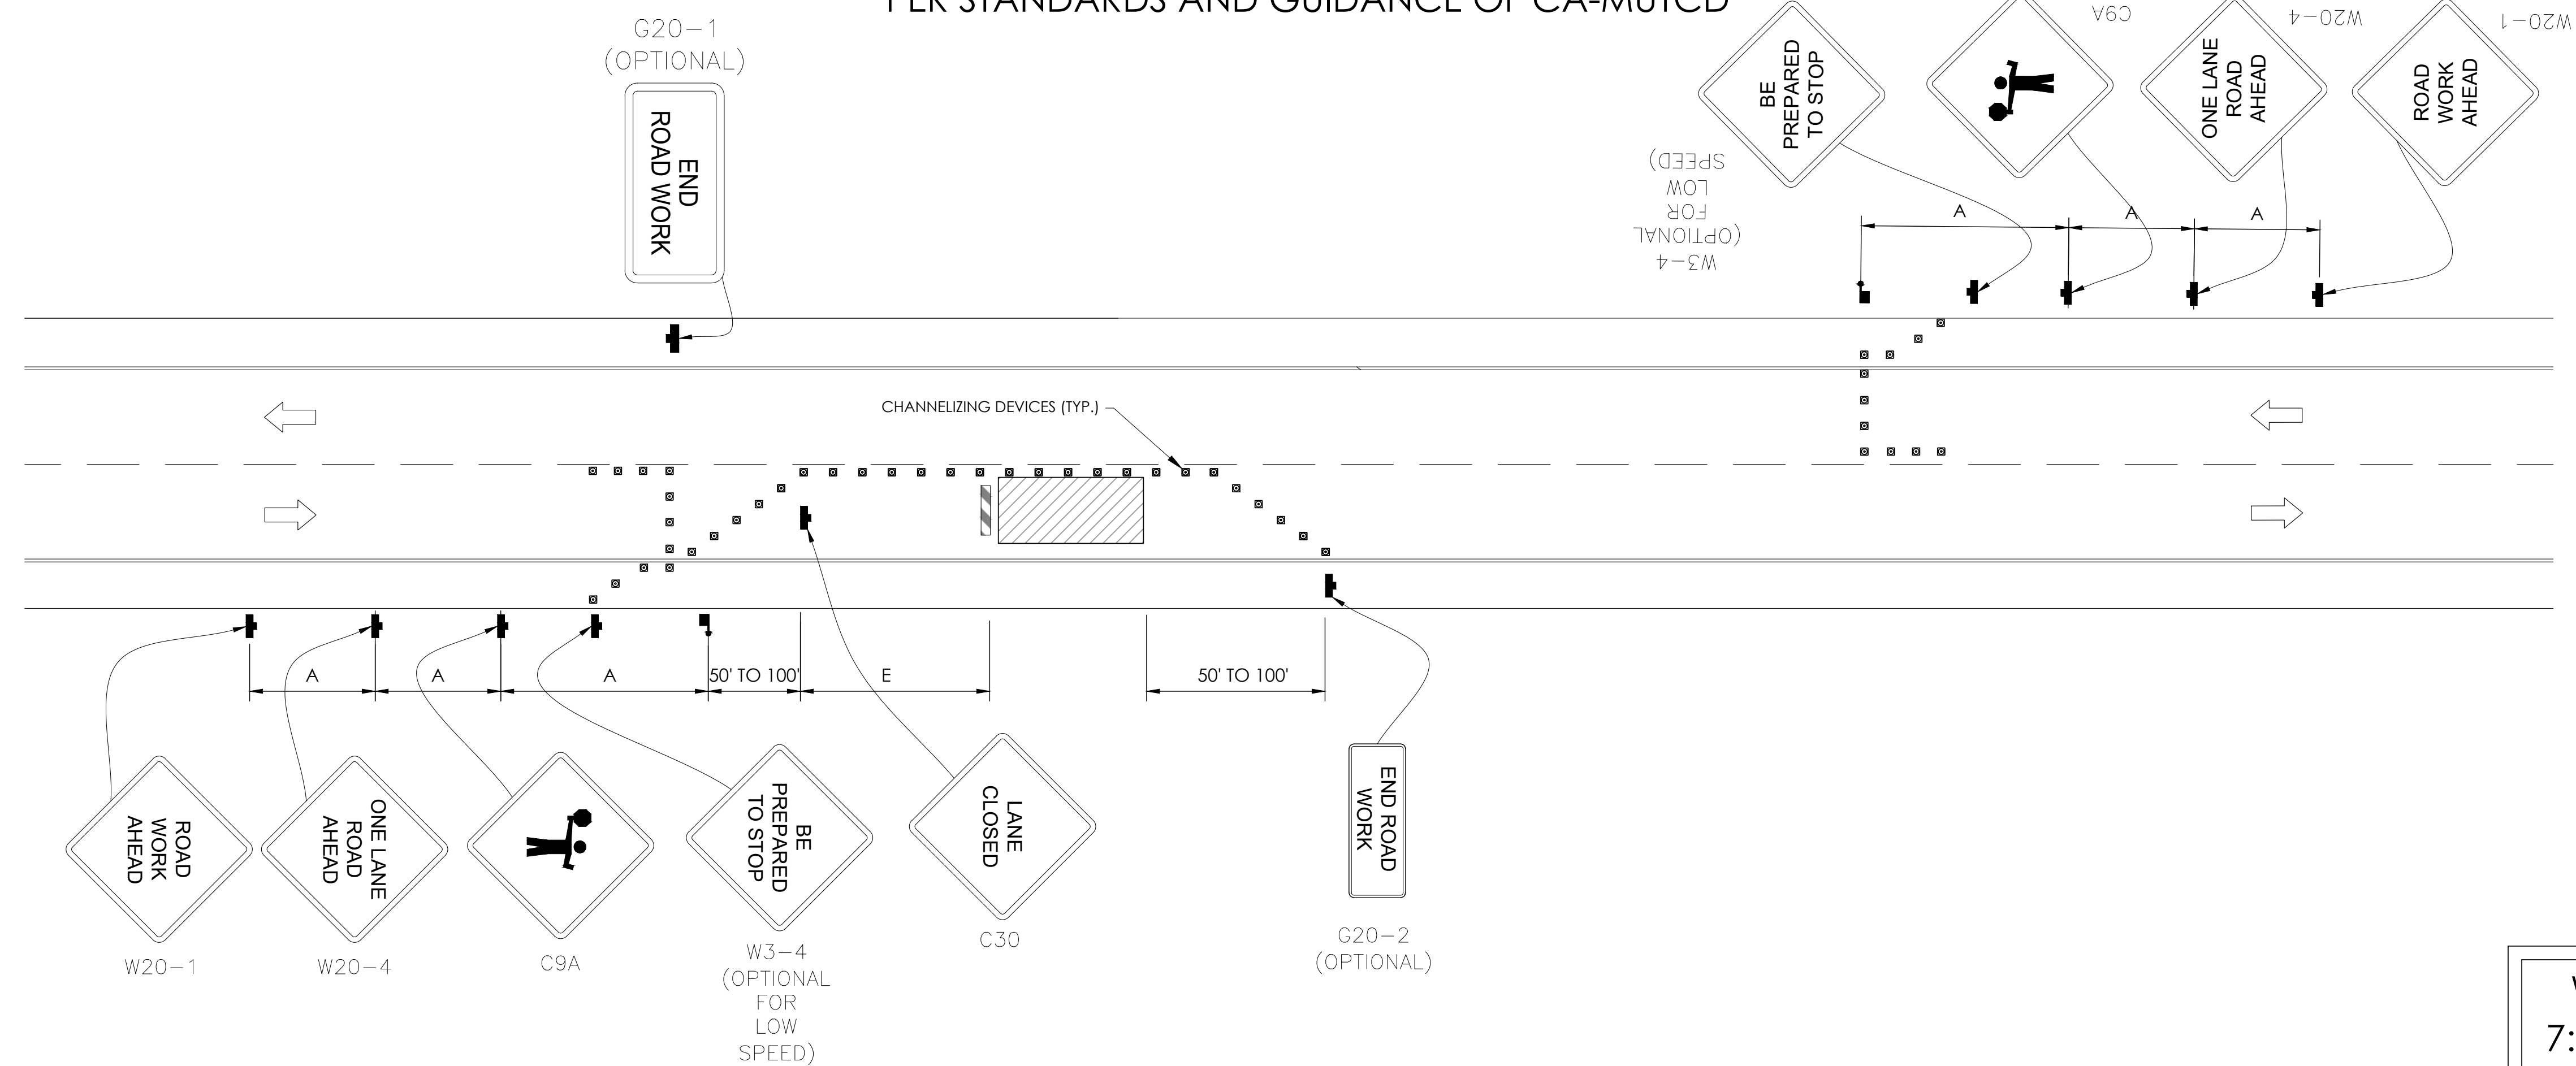 PER STANDARDS AND GUIDANCE OF CA-MUTCD
G20-1
(OPTIONAL)
END
ROAD WORK
BE
PREPARED
TO STOP
W3-4
(OPTIONAL
FOR
LOW
SPEED)
C9A
ONE LANE
ROAD
AHEAD
W20-4
ROAD
WORK
AHEAD
W20-1
A
A
A
CHANNELIZING DEVICES (TYP.)
A
A
A
50' TO 100'
E
50' TO 100'
ROAD
WORK
AHEAD
W20-1
ONE LANE
ROAD
AHEAD
W20-4
C9A
BE
PREPARED
TO STOP
W3-4
(OPTIONAL
FOR
LOW
SPEED)
LANE
CLOSED
C30
END ROAD
WORK
G20-2
(OPTIONAL)
7: